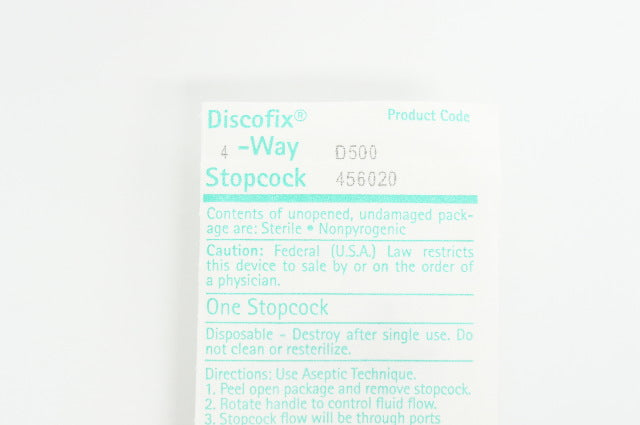 Discofix® Product Code
4 -Way D500
Stopcock 456020
Contents of unopened, undamaged pack-
age are: Sterile • Nonpyrogenic
Caution: Federal (U.S.A.) Law restricts
this device to sale by or on the order of
a physician.
One Stopcock
Disposable - Destroy after single use. Do
not clean or resterilize.
Directions: Use Aseptic Technique.
1. Peel open package and remove stopcock.
2. Rotate handle to control fluid flow.
3. Stopcock flow will be through ports